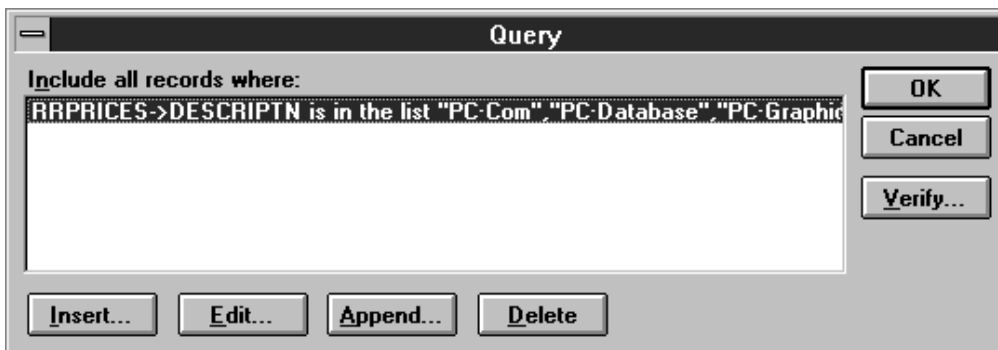 Query
Include all records where:
RRPRICES->DESCRIPTN is in the list "PC-Com","PC-Database","PC-Graphic
OK
Cancel
Verify...
Insert...
Edit...
Append...
Delete